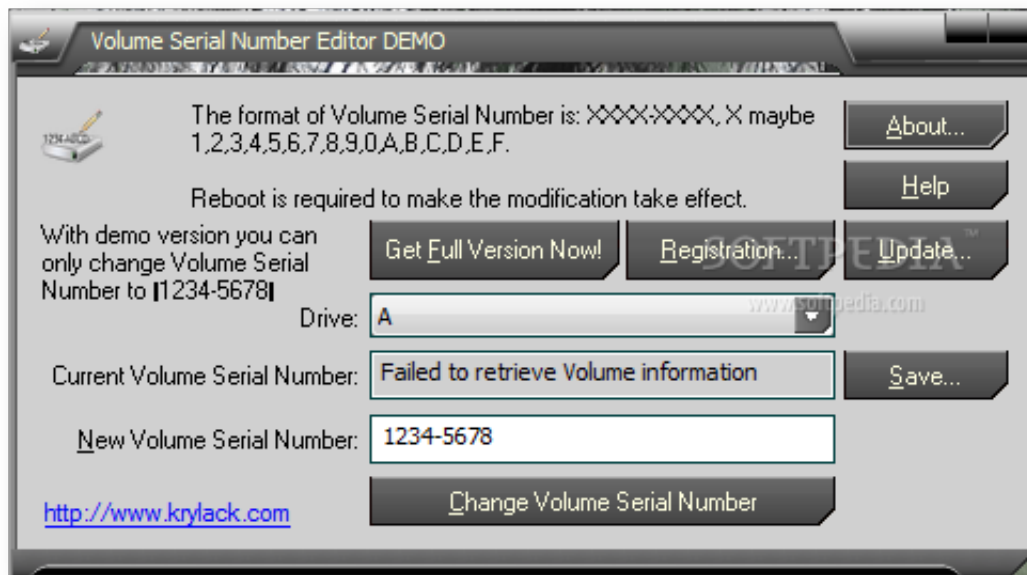 Volume Serial Number Editor DEMO
The format of Volume Serial Number is: XXXX-XXXX, X maybe
1,2,3,4,5,6,7,8,9,0,A,B,C,D,E,F.
About...
Help
Reboot is required to make the modification take effect.
With demo version you can
only change Volume Serial
Number to "1234-5678"
Get Full Version Now!
Registration...
Update...
SOFTPEDIA™
www.softpedia.com
Drive:
A
Current Volume Serial Number:
Failed to retrieve Volume information
Save...
New Volume Serial Number:
1234-5678
http://www.krylack.com
Change Volume Serial Number